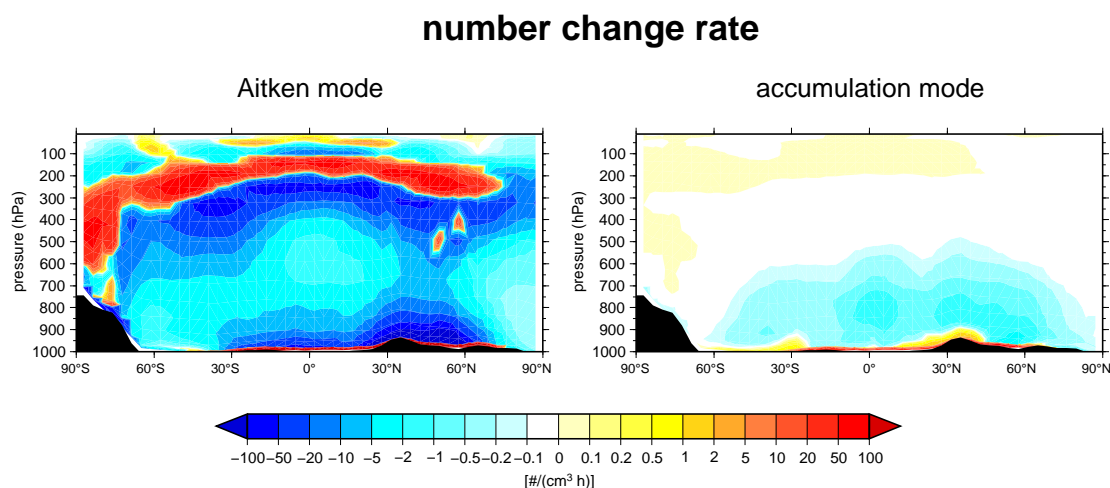 number change rate
Aitken mode
accumulation mode
pressure (hPa)
100
200
300
400
500
600
700
800
900
1000
90°S 60°S 30°S 0° 30°N 60°N 90°N
pressure (hPa)
100
200
300
400
500
600
700
800
900
1000
90°S 60°S 30°S 0° 30°N 60°N 90°N
−100 −50 −20 −10 −5 −2 −1 −0.5 −0.2 −0.1 0 0.1 0.2 0.5 1 2 5 10 20 50 100
[#/(cm³ h)]